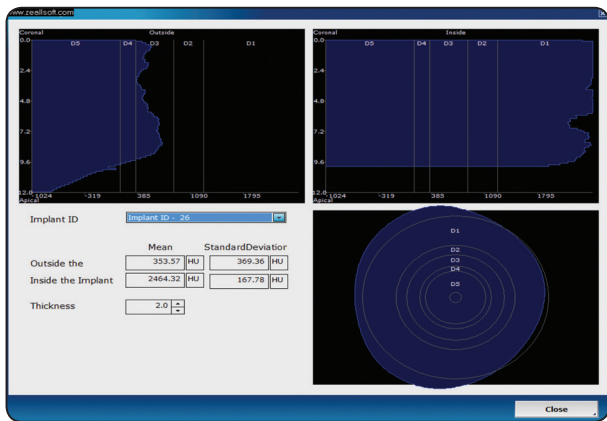 www.zeallsoft.com
Coronal Outside
0.0 D5 D4 D3 D2 D1
2.4
4.8
7.2
9.6
12.0
Apical
1024 -319 385 1090 1795
Coronal Inside
0.0 D5 D4 D3 D2 D1
2.4
4.8
7.2
9.6
12.0
Apical
1024 -319 385 1090 1795
Implant ID Implant ID - 26
Mean StandardDeviatior
Outside the 353.57 HU 369.36 HU
Inside the Implant 2464.32 HU 167.78 HU
Thickness 2.0
D1
D2
D3
D4
D5
Close